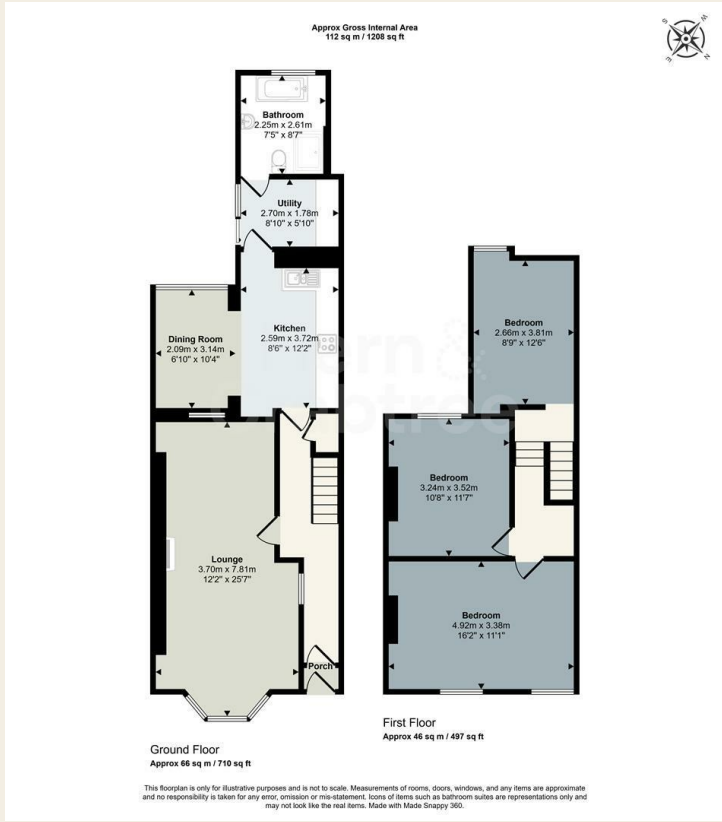 Approx Gross Internal Area
112 sq m / 1208 sq ft
S
W
E
N
Bathroom
2.25m x 2.61m
7'5" x 8'7"
Utility
2.70m x 1.78m
8'10" x 5'10"
Kitchen
2.59m x 3.72m
8'6" x 12'2"
Dining Room
2.09m x 3.14m
6'10" x 10'4"
Lounge
3.70m x 7.81m
12'2" x 25'7"
Porch
Ground Floor
Approx 66 sq m / 710 sq ft
Bedroom
2.66m x 3.81m
8'9" x 12'6"
Bedroom
3.24m x 3.52m
10'8" x 11'7"
Bedroom
4.92m x 3.38m
16'2" x 11'1"
First Floor
Approx 46 sq m / 497 sq ft
This floorplan is only for illustrative purposes and is not to scale. Measurements of rooms, doors, windows, and any items are approximate
and no responsibility is taken for any error, omission or mis-statement. Icons of items such as bathroom suites are representations only and
may not look like the real items. Made with Made Snappy 360.